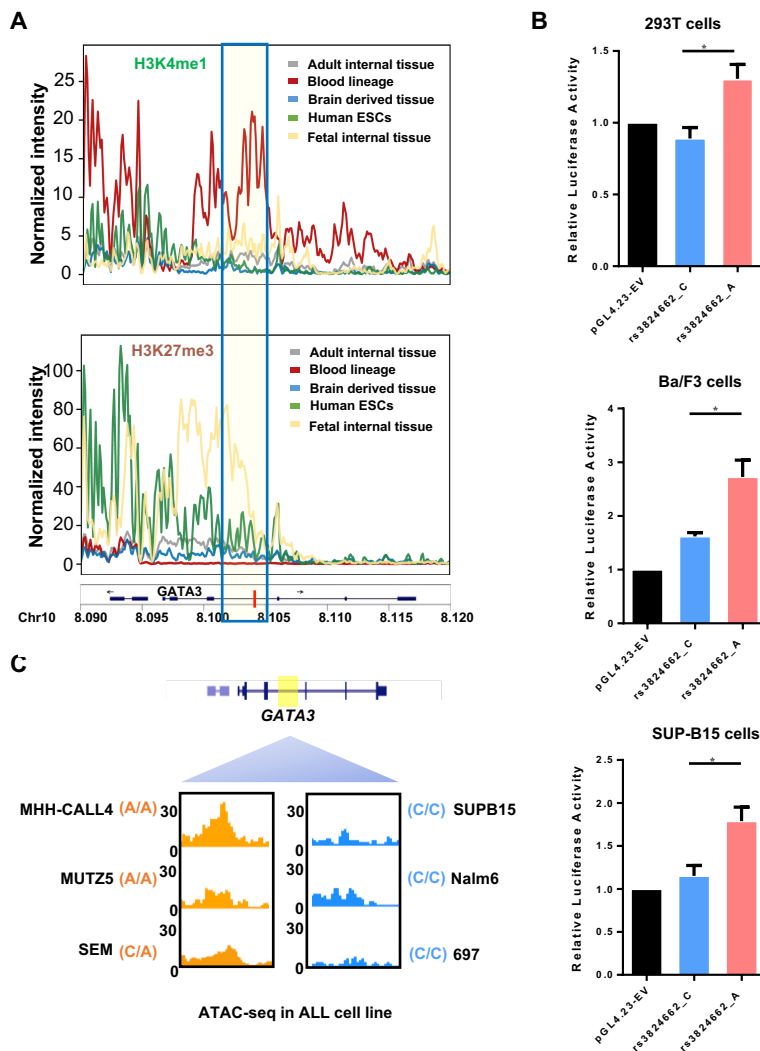 A
H3K4me1
Adult internal tissue
Blood lineage
Brain derived tissue
Human ESCs
Fetal internal tissue
Normalized intensity
25
20
15
10
5
0
H3K27me3
Adult internal tissue
Blood lineage
Brain derived tissue
Human ESCs
Fetal internal tissue
Normalized intensity
100
80
60
40
20
0
GATA3
Chr10
8.090 8.095 8.100 8.105 8.110 8.115 8.120
B
293T cells
*
Relative Luciferase Activity
1.5
1.0
0.5
0.0
pGL4.23-EV
rs3824662_C
rs3824662_A
Ba/F3 cells
*
Relative Luciferase Activity
4
3
2
1
0
pGL4.23-EV
rs3824662_C
rs3824662_A
SUP-B15 cells
*
Relative Luciferase Activity
2.5
2.0
1.5
1.0
0.5
0.0
pGL4.23-EV
rs3824662_C
rs3824662_A
C
GATA3
MHH-CALL4 (A/A) 30 0
30 0 (C/C) SUPB15
MUTZ5 (A/A) 30 0
30 0 (C/C) Nalm6
SEM (C/A) 30 0
30 0 (C/C) 697
ATAC-seq in ALL cell line